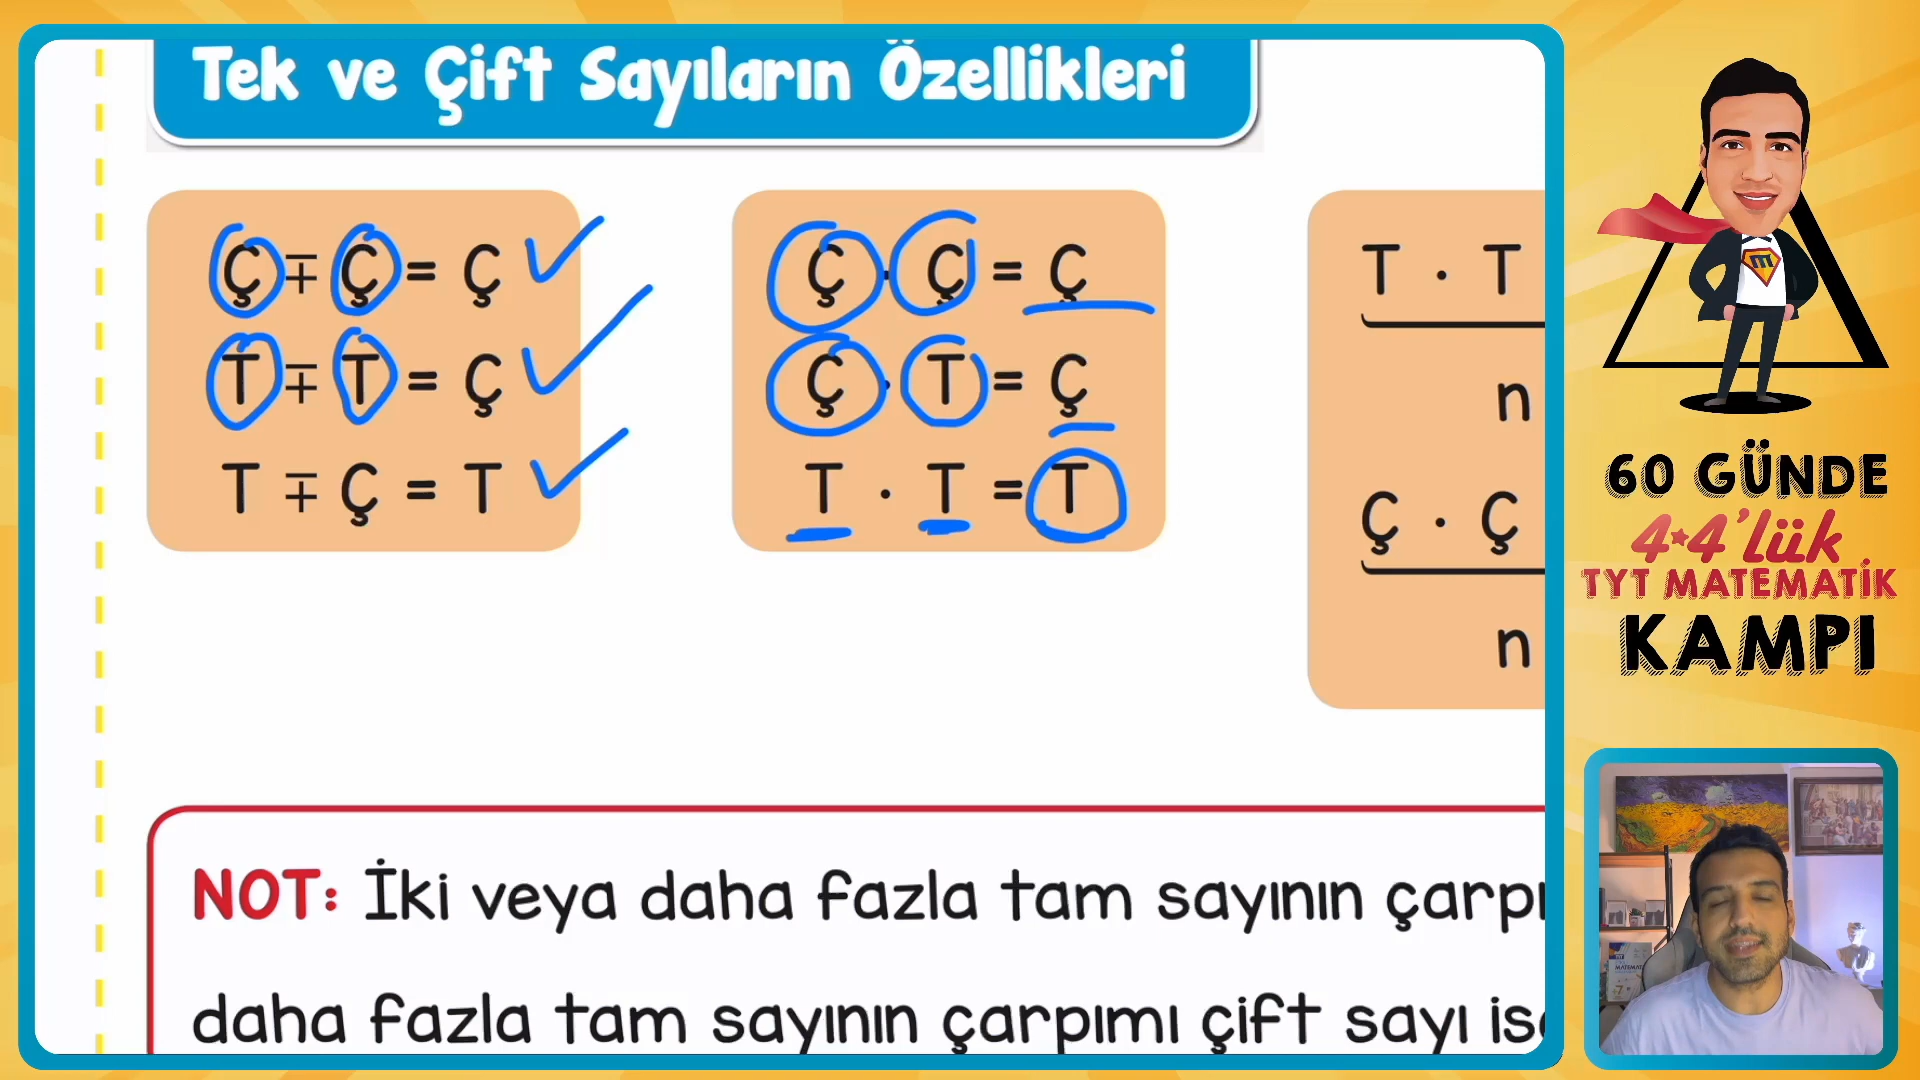 Tek ve Çift Sayıların Özellikleri
Ç ∓ Ç = Ç
T ∓ T = Ç
T ∓ Ç = T
Ç · Ç = Ç
Ç · T = Ç
T · T = T
T · T
n
Ç · Ç
n
NOT: İki veya daha fazla tam sayının çarpı
daha fazla tam sayının çarpımı çift sayı is
m
60 GÜNDE
4*4'lük
TYT MATEMATİK
KAMPI